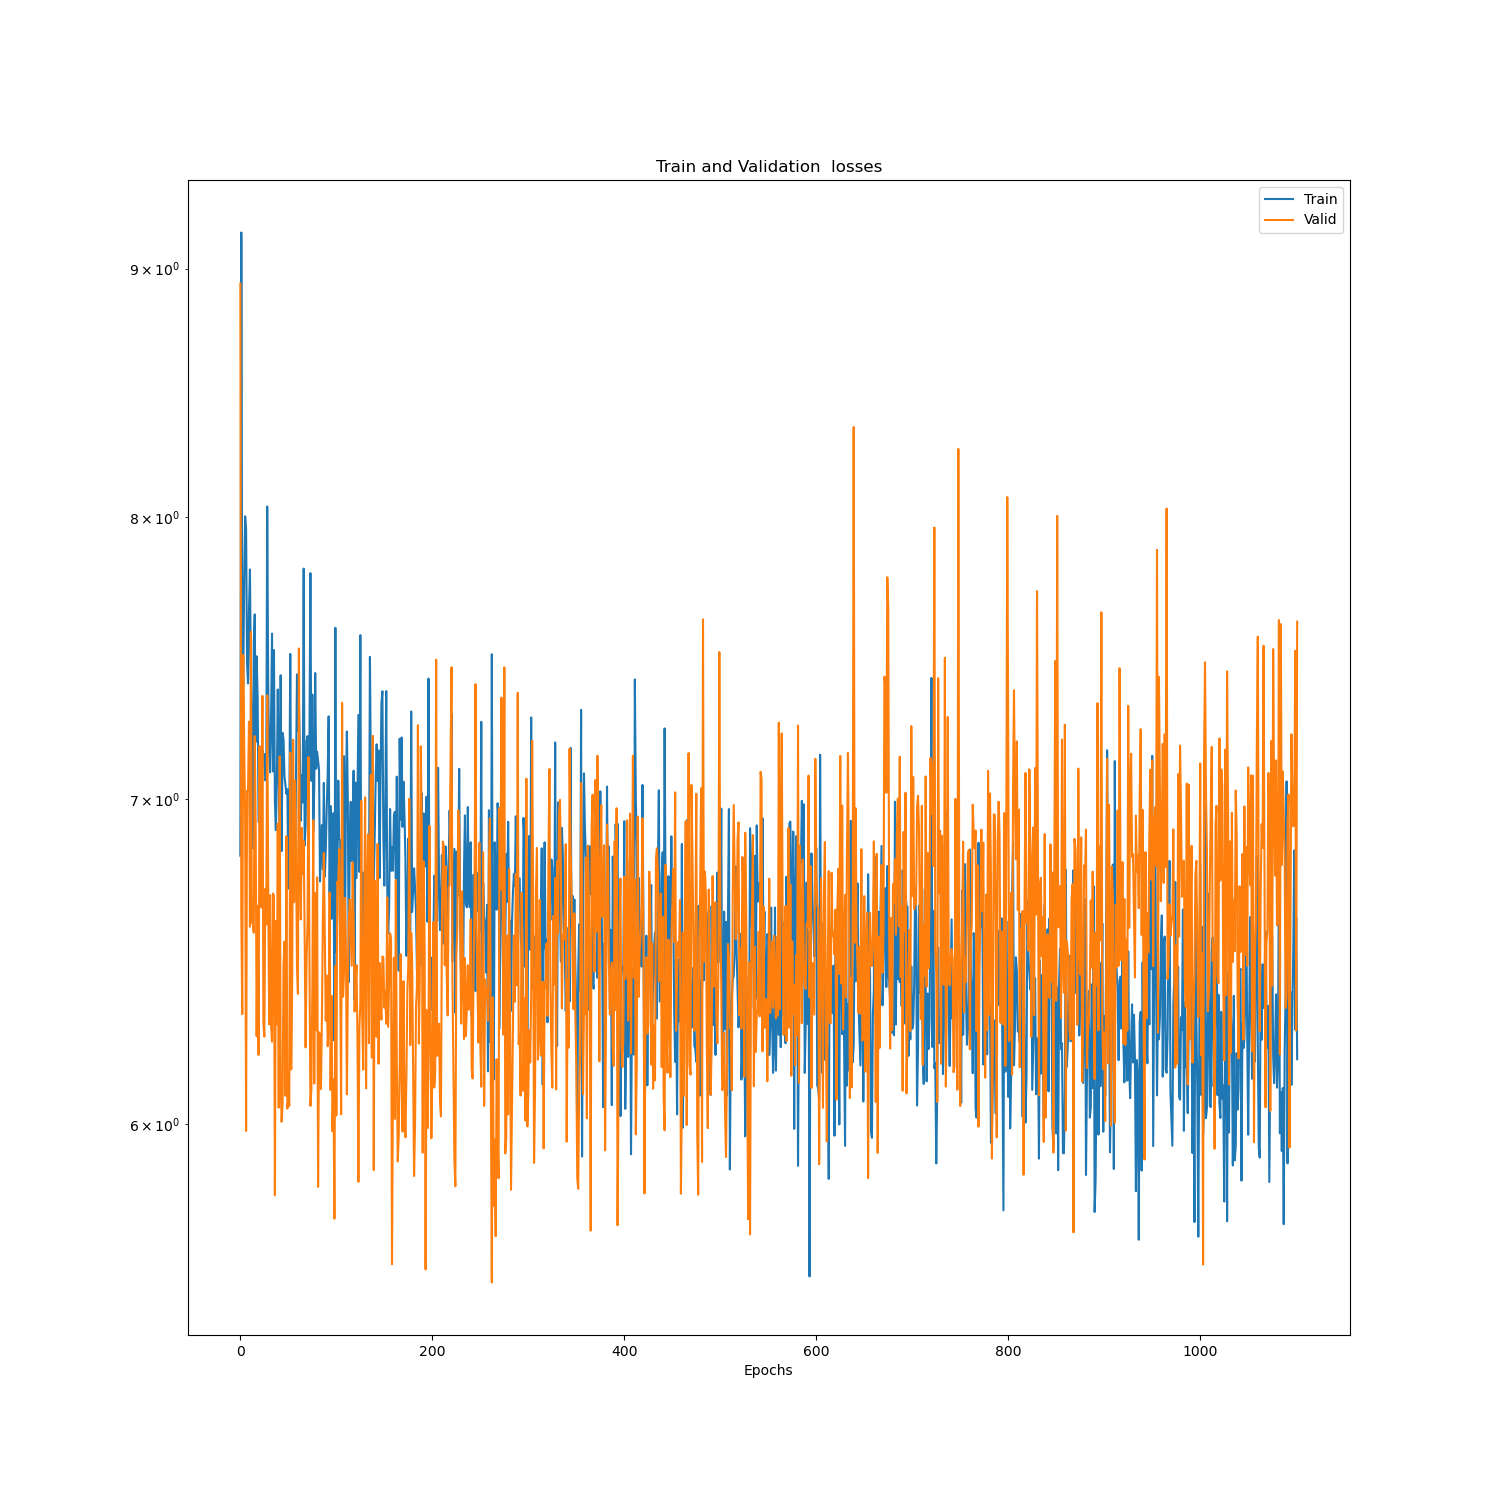 Train and Validation  losses
Train
Valid
9 × 10⁰
8 × 10⁰
7 × 10⁰
6 × 10⁰
0 200 400 600 800 1000
Epochs